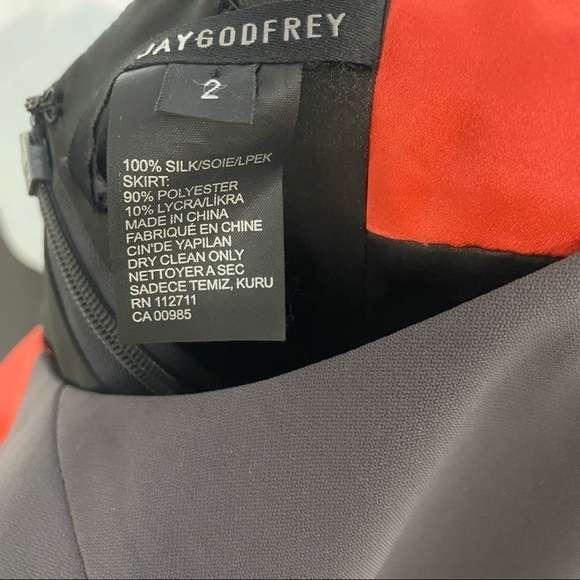 JAYGODFREY
2
100% SILK/SOIE/LPEK
SKIRT:
90% POLYESTER
10% LYCRA/LİKRA
MADE IN CHINA
FABRIQUÉ EN CHINE
CIN'DE YAPILAN
DRY CLEAN ONLY
NETTOYER A SEC
SADECE TEMIZ, KURU
RN 112711
CA 00985